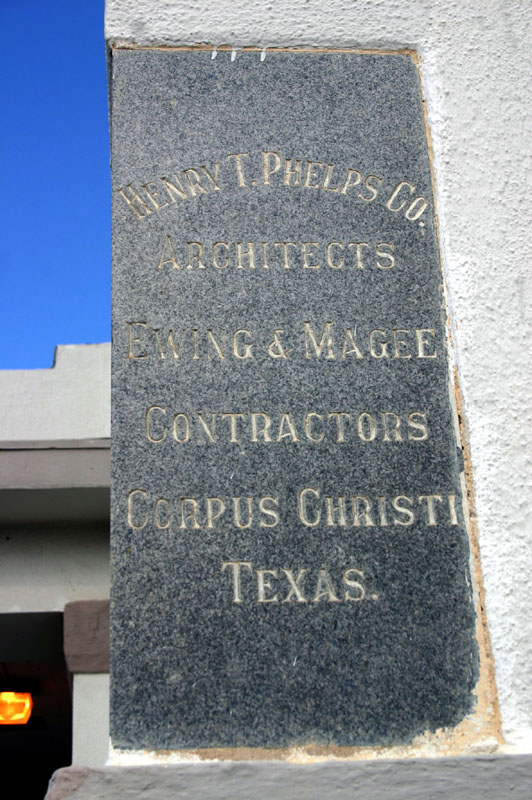 Henry T. Phelps Co.
Architects
Ewing & Magee
Contractors
Corpus Christi
Texas.